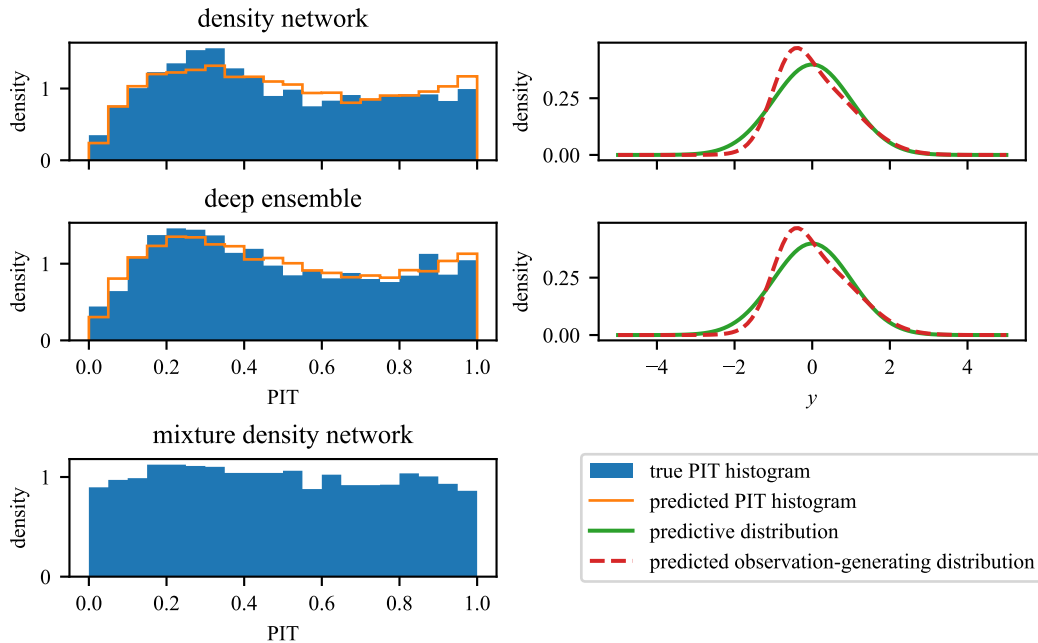 density network
density
1
0
density
0.25
0.00
deep ensemble
density
1
0
0.0 0.2 0.4 0.6 0.8 1.0
PIT
density
0.25
0.00
−4 −2 0 2 4
y
mixture density network
density
1
0
0.0 0.2 0.4 0.6 0.8 1.0
PIT
true PIT histogram
predicted PIT histogram
predictive distribution
predicted observation-generating distribution